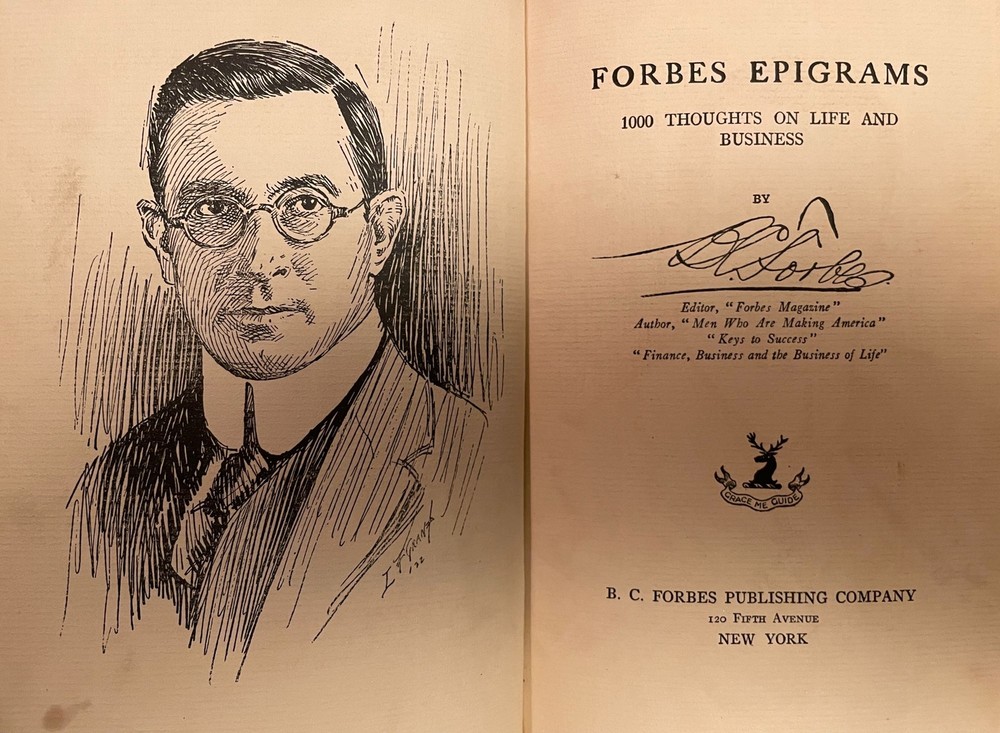 FORBES EPIGRAMS
1000 THOUGHTS ON LIFE AND
BUSINESS
BY
B.C. Forbes
Editor, “Forbes Magazine”
Author, “Men Who Are Making America”
“Keys to Success”
“Finance, Business and the Business of Life”
GRACE ME GUIDE
B. C. FORBES PUBLISHING COMPANY
120 FIFTH AVENUE
NEW YORK